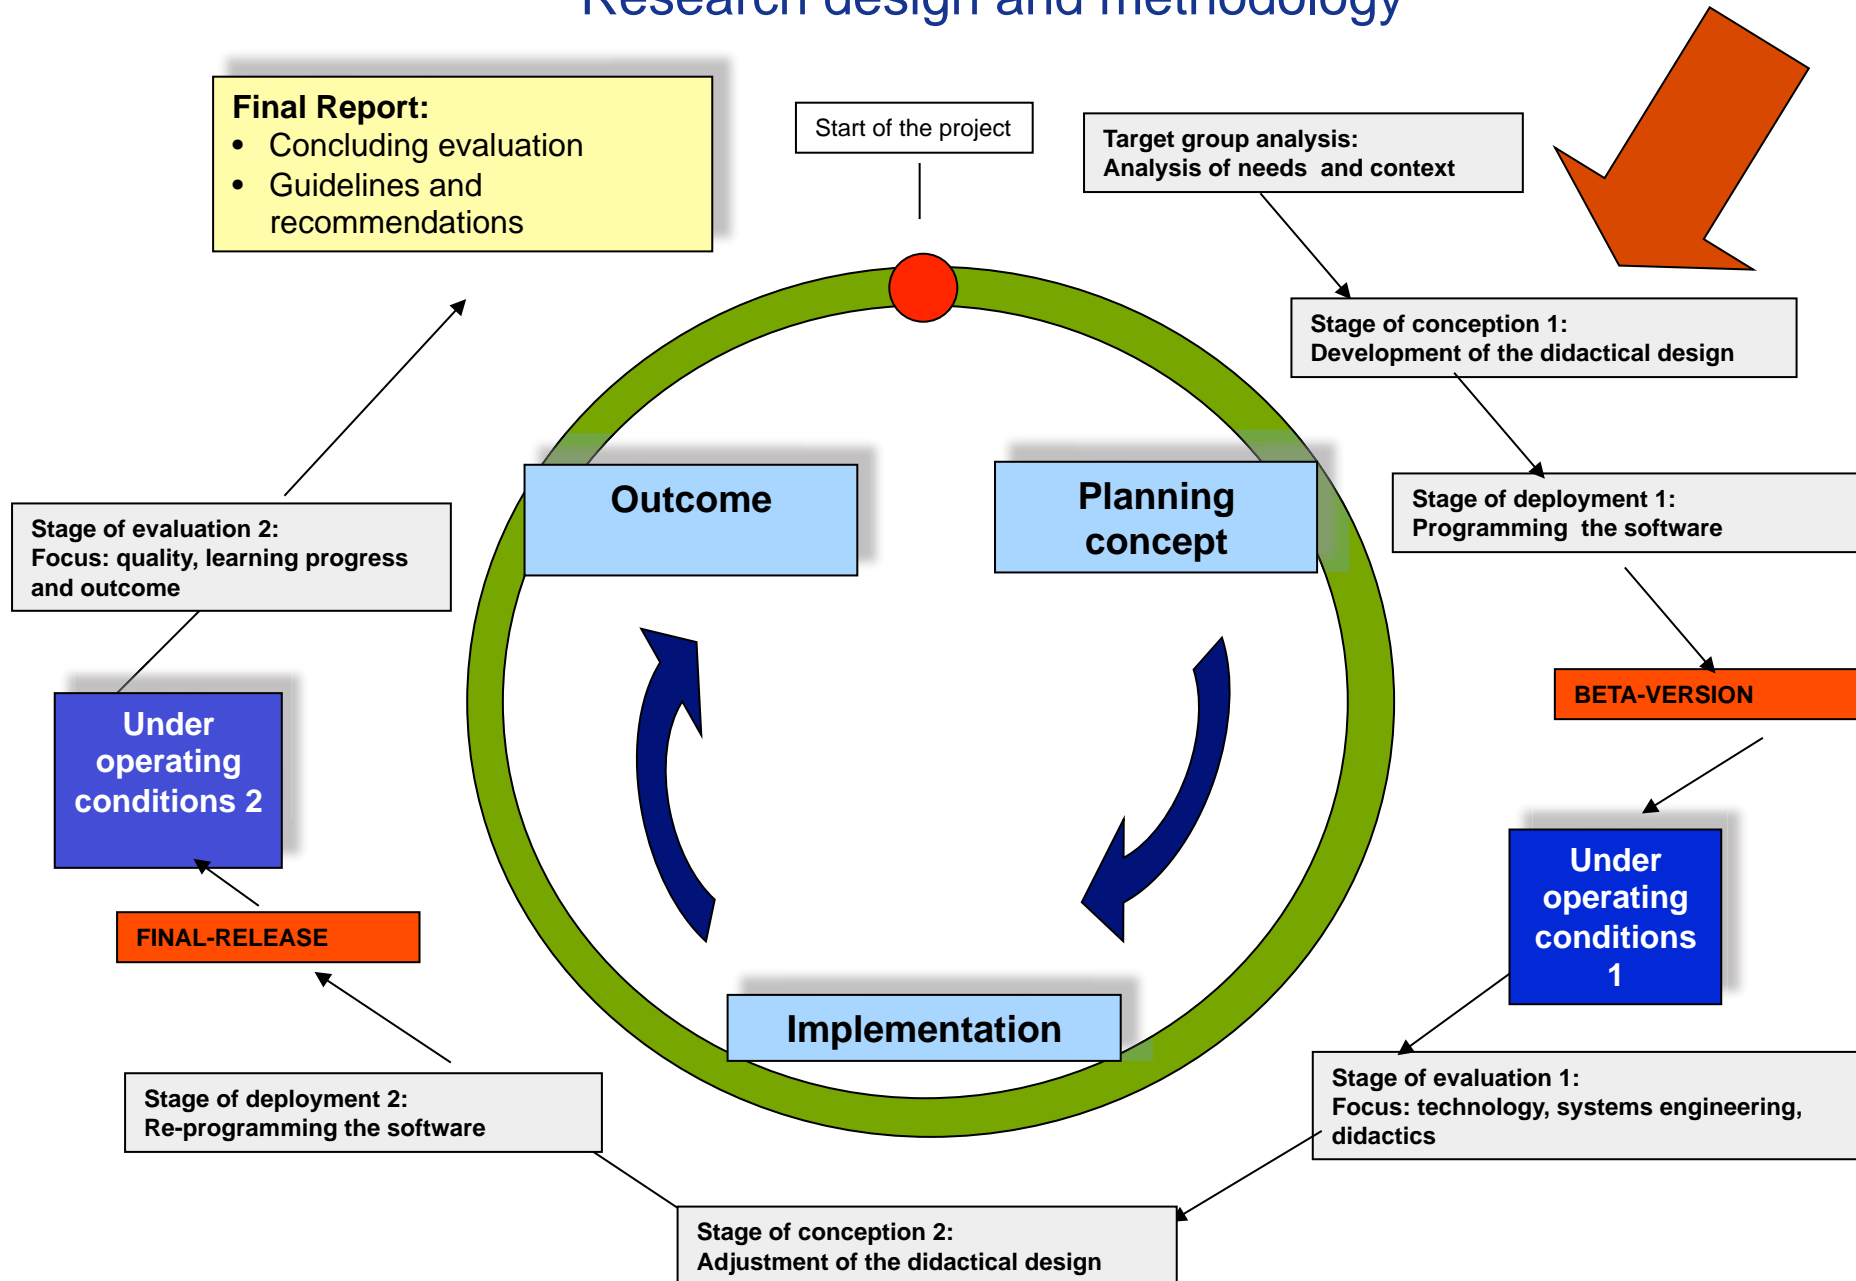 Research design and methodology
Final Report:
• Concluding evaluation
• Guidelines and
recommendations
Start of the project
Target group analysis:
Analysis of needs and context
Stage of conception 1:
Development of the didactical design
Stage of deployment 1:
Programming the software
BETA-VERSION
Under
operating
conditions
1
Stage of evaluation 1:
Focus: technology, systems engineering,
didactics
Stage of conception 2:
Adjustment of the didactical design
Stage of deployment 2:
Re-programming the software
FINAL-RELEASE
Under
operating
conditions 2
Stage of evaluation 2:
Focus: quality, learning progress
and outcome
Outcome
Planning
concept
Implementation